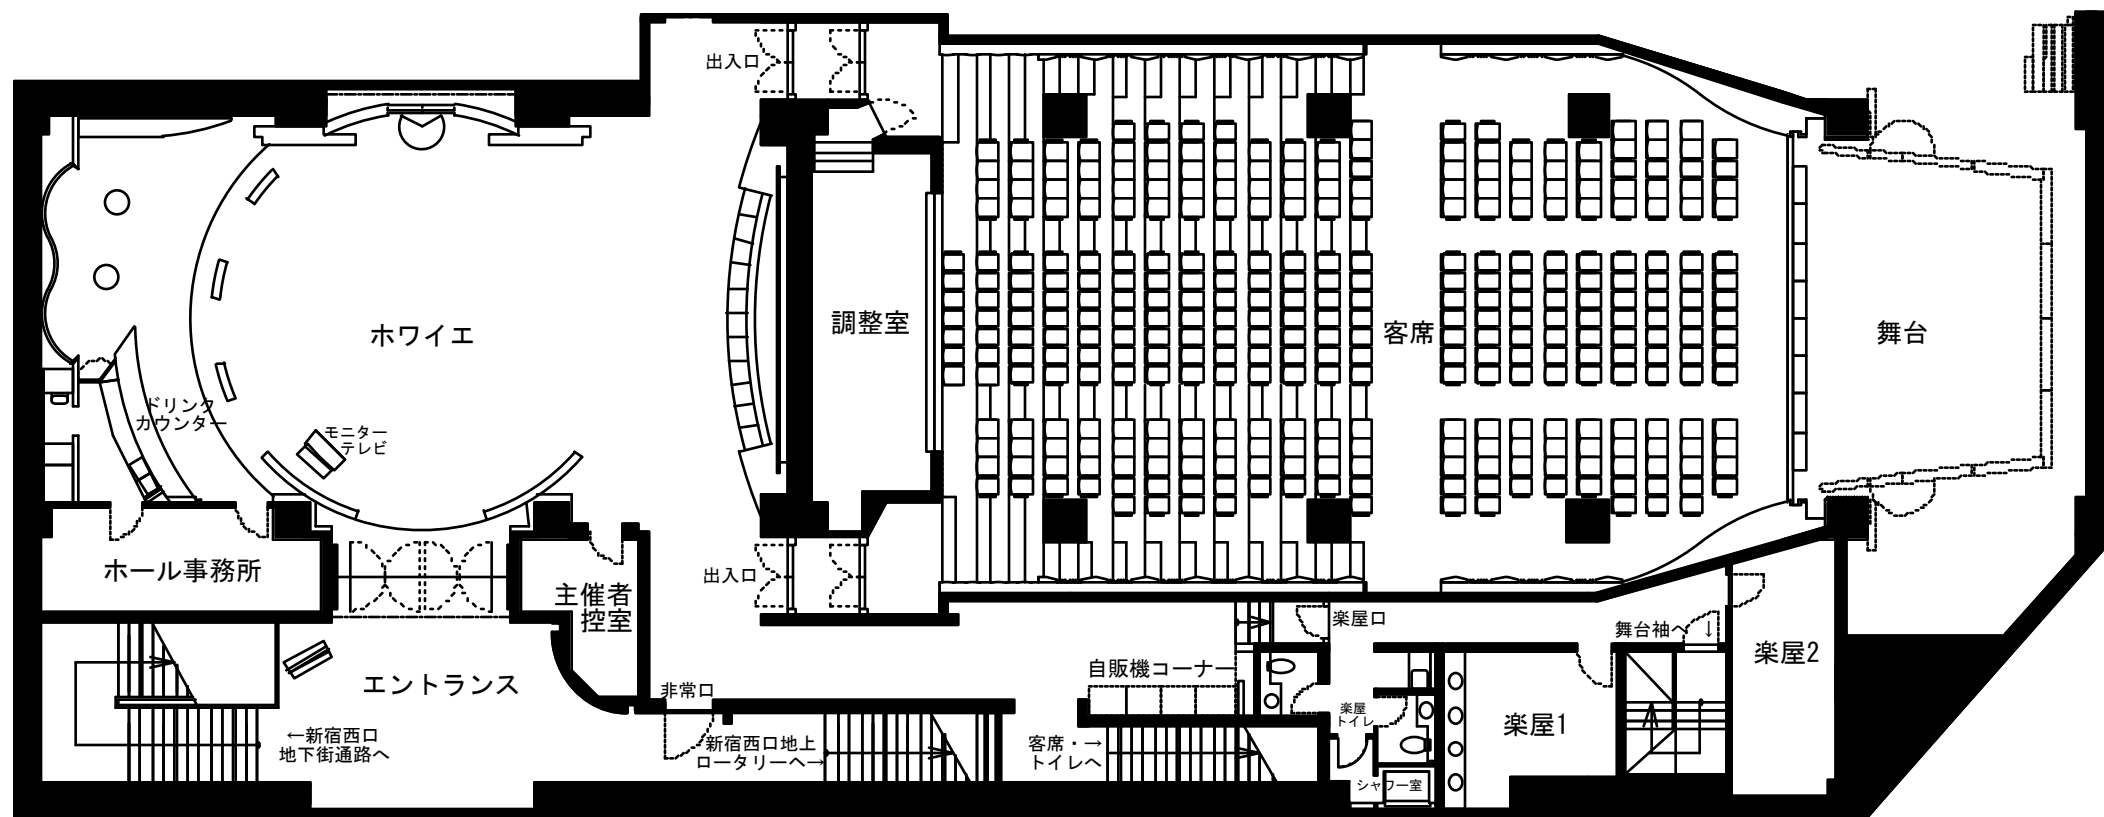 出入口
調整室
ホワイエ
客席
舞台
ドリンク
カウンター
モニター
テレビ
ホール事務所
主催者
控室
出入口
楽屋口
舞台袖へ ↓
楽屋2
自販機コーナー
エントランス
非常口
楽屋
トイレ
楽屋1
←新宿西口
地下街通路へ
新宿西口地上
ロータリーへ→
客席・→
トイレへ
シャワー室